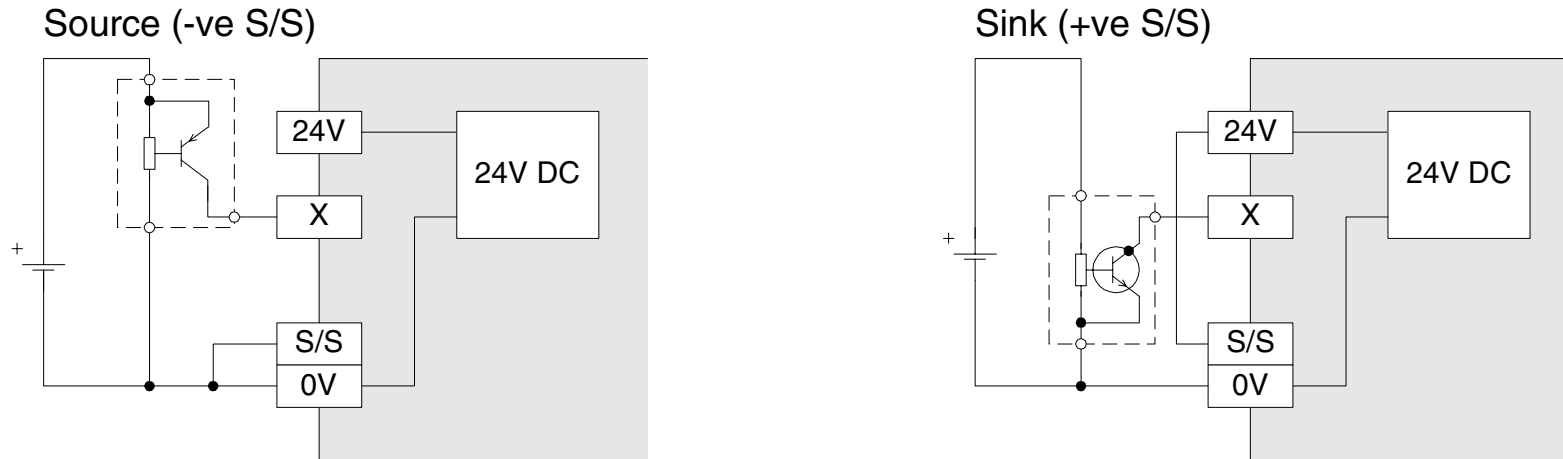 Source (-ve S/S)
24V
24V DC
X
+
S/S
0V
Sink (+ve S/S)
24V
24V DC
X
+
S/S
0V